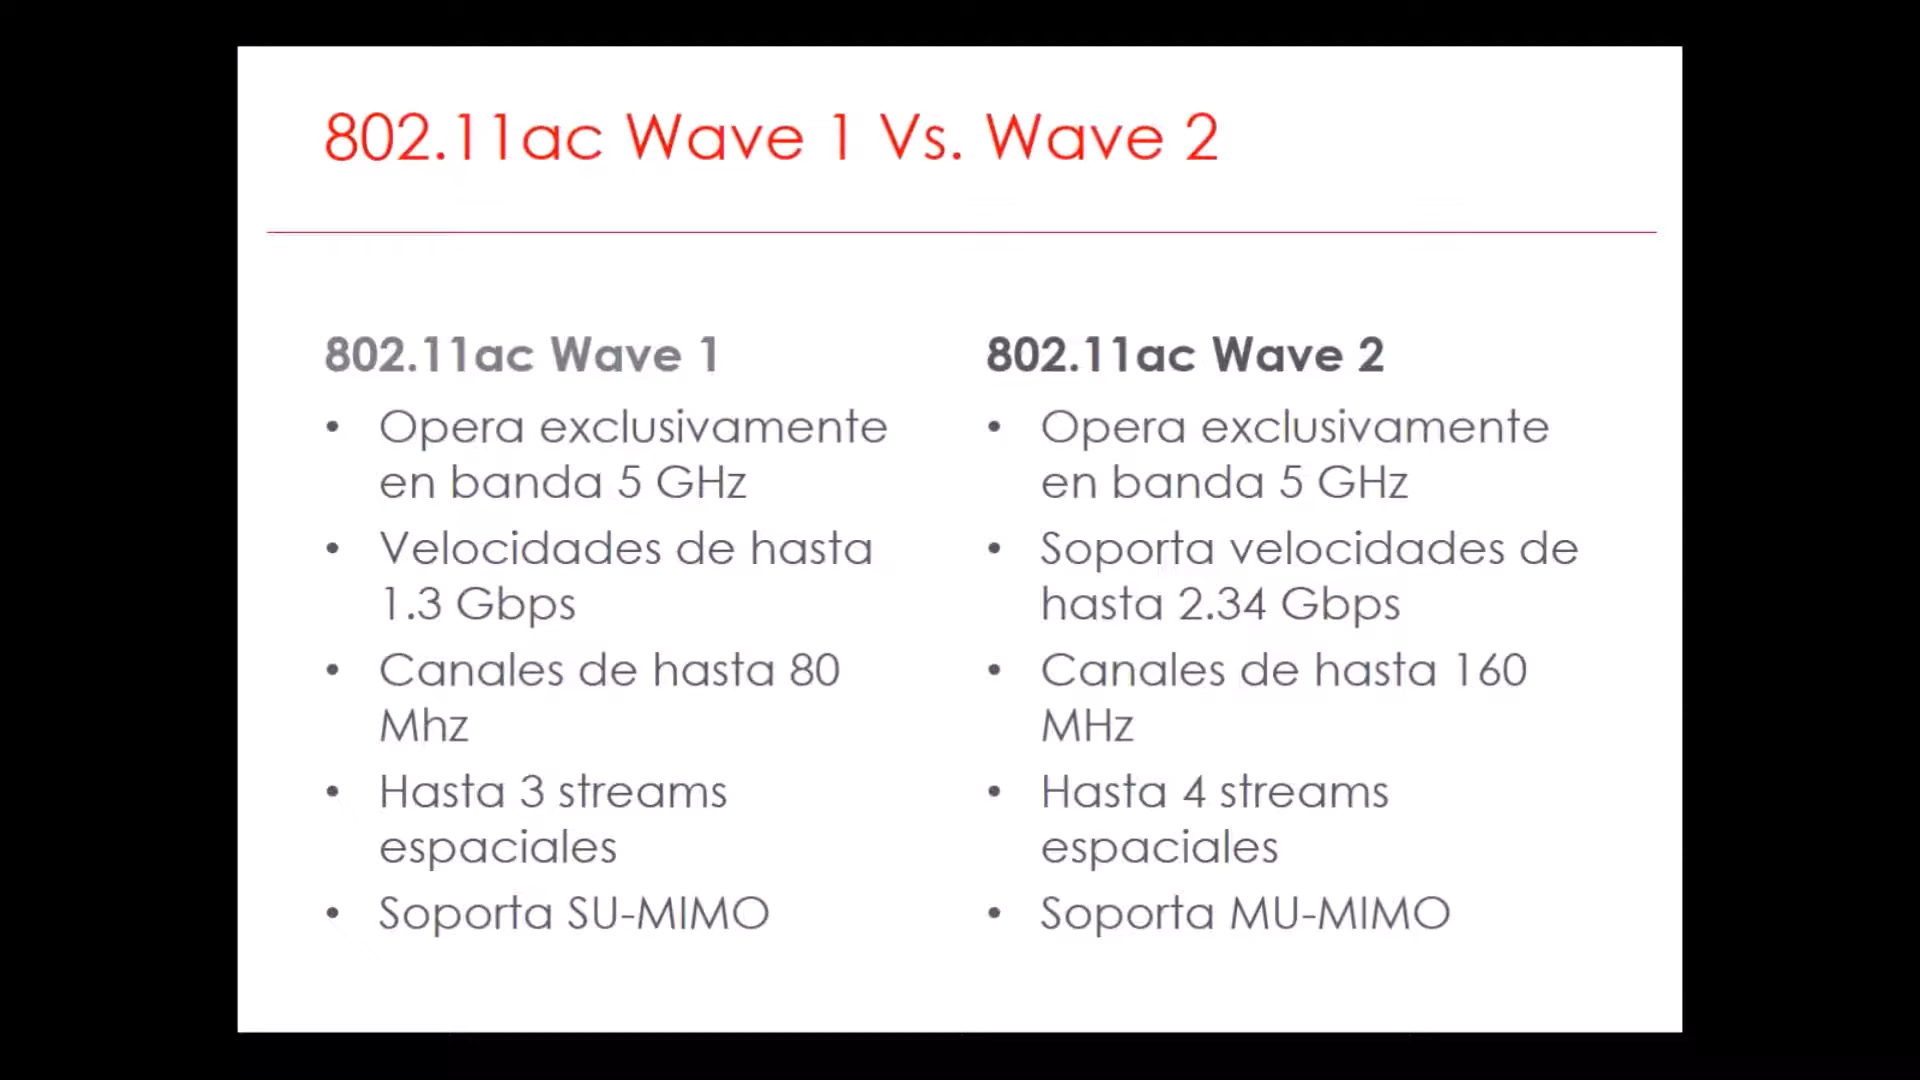 802.11ac Wave 1 Vs. Wave 2
802.11ac Wave 1
• Opera exclusivamente
en banda 5 GHz
• Velocidades de hasta
1.3 Gbps
• Canales de hasta 80
Mhz
• Hasta 3 streams
espaciales
• Soporta SU-MIMO
802.11ac Wave 2
• Opera exclusivamente
en banda 5 GHz
• Soporta velocidades de
hasta 2.34 Gbps
• Canales de hasta 160
MHz
• Hasta 4 streams
espaciales
• Soporta MU-MIMO